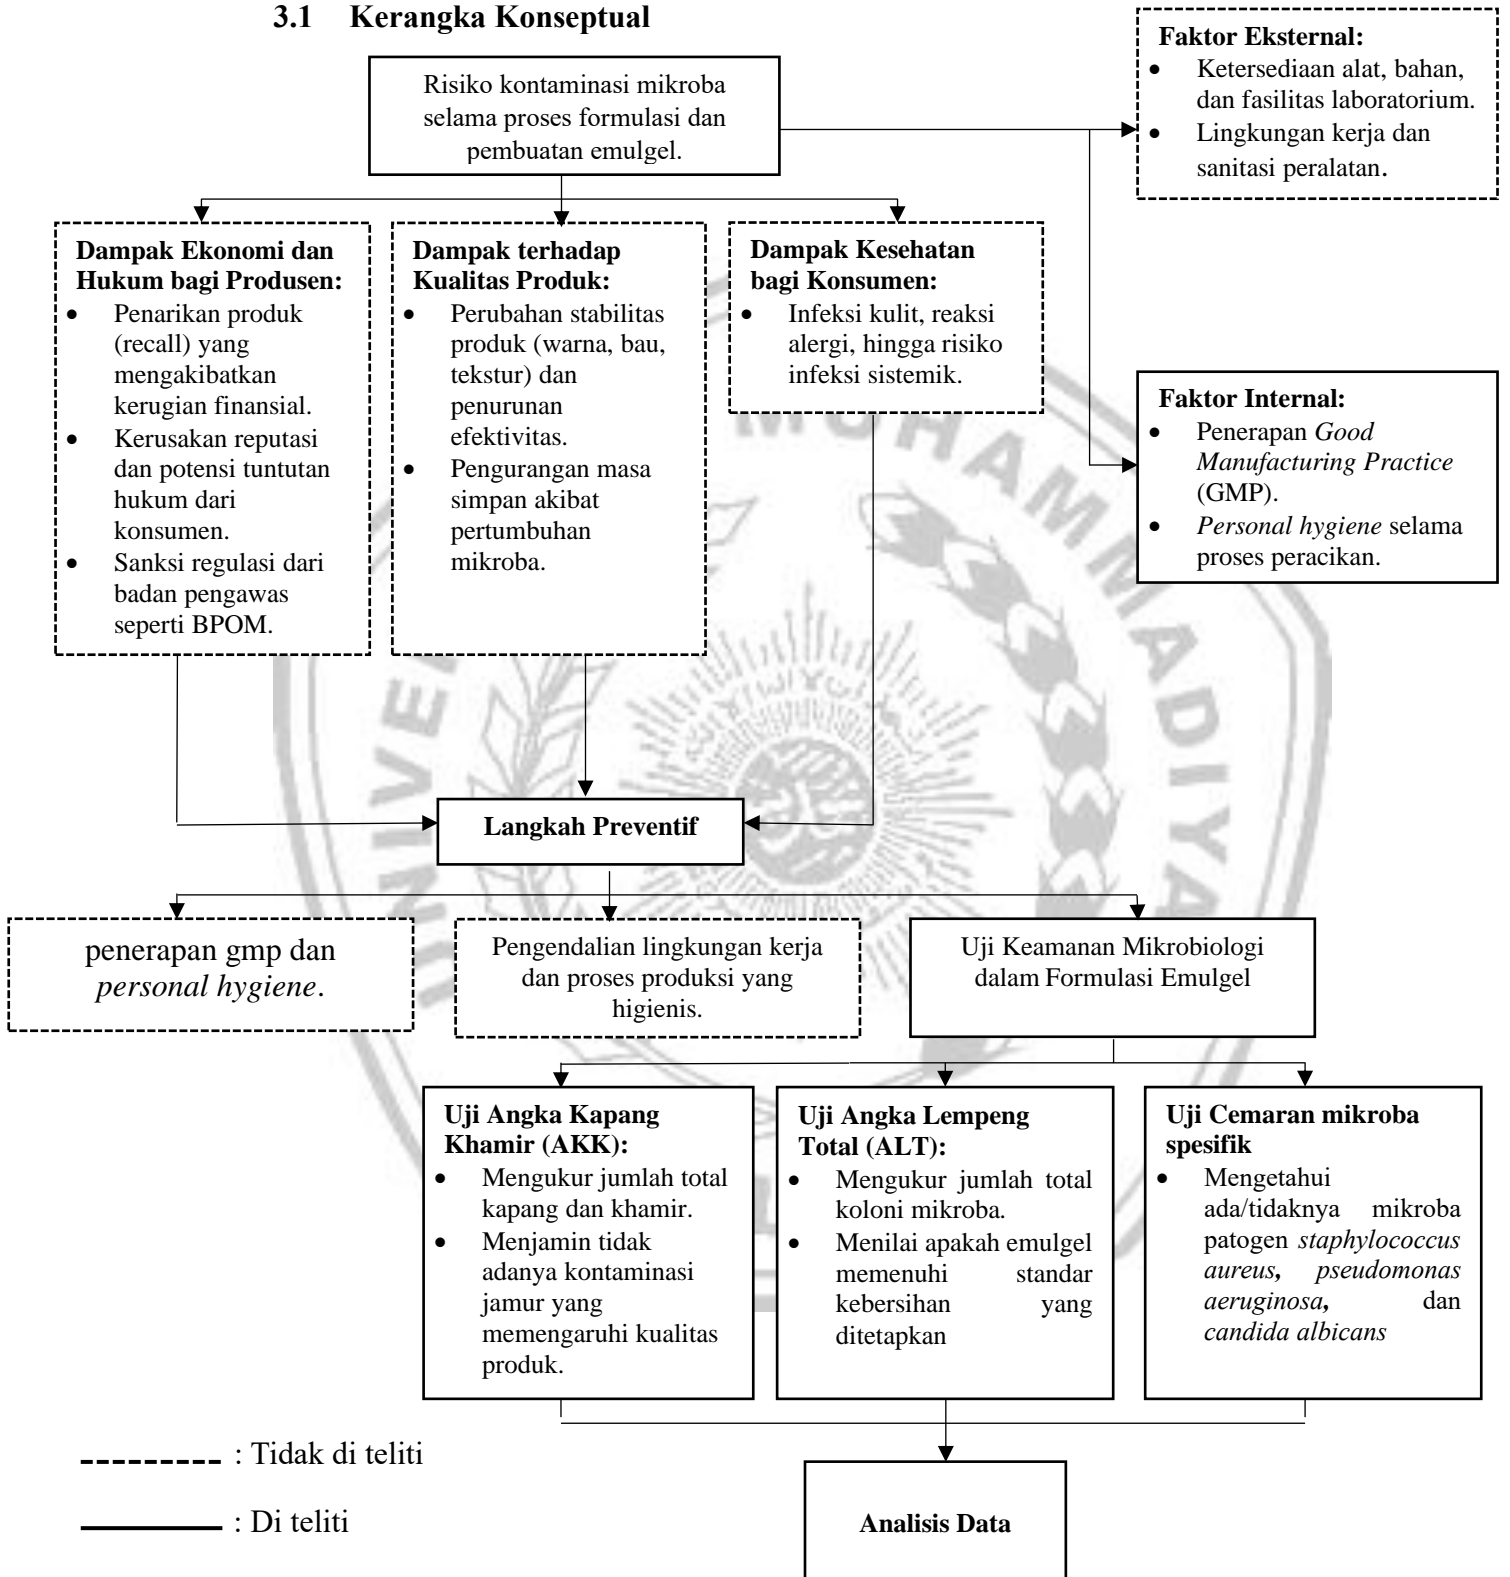 3.1 Kerangka Konseptual
Risiko kontaminasi mikroba
selama proses formulasi dan
pembuatan emulgel.
Faktor Eksternal:
• Ketersediaan alat, bahan,
dan fasilitas laboratorium.
• Lingkungan kerja dan
sanitasi peralatan.
Dampak Ekonomi dan
Hukum bagi Produsen:
• Penarikan produk
(recall) yang
mengakibatkan
kerugian finansial.
• Kerusakan reputasi
dan potensi tuntutan
hukum dari
konsumen.
• Sanksi regulasi dari
badan pengawas
seperti BPOM.
Dampak terhadap
Kualitas Produk:
• Perubahan stabilitas
produk (warna, bau,
tekstur) dan
penurunan
efektivitas.
• Pengurangan masa
simpan akibat
pertumbuhan
mikroba.
Dampak Kesehatan
bagi Konsumen:
• Infeksi kulit, reaksi
alergi, hingga risiko
infeksi sistemik.
Faktor Internal:
• Penerapan Good
Manufacturing Practice
(GMP).
• Personal hygiene selama
proses peracikan.
Langkah Preventif
penerapan gmp dan
personal hygiene.
Pengendalian lingkungan kerja
dan proses produksi yang
higienis.
Uji Keamanan Mikrobiologi
dalam Formulasi Emulgel
Uji Angka Kapang
Khamir (AKK):
• Mengukur jumlah total
kapang dan khamir.
• Menjamin tidak
adanya kontaminasi
jamur yang
memengaruhi kualitas
produk.
Uji Angka Lempeng
Total (ALT):
• Mengukur jumlah total
koloni mikroba.
• Menilai apakah emulgel
memenuhi standar
kebersihan yang
ditetapkan
Uji Cemaran mikroba
spesifik
• Mengetahui
ada/tidaknya mikroba
patogen staphylococcus
aureus, pseudomonas
aeruginosa, dan
candida albicans
: Tidak di teliti
: Di teliti
Analisis Data